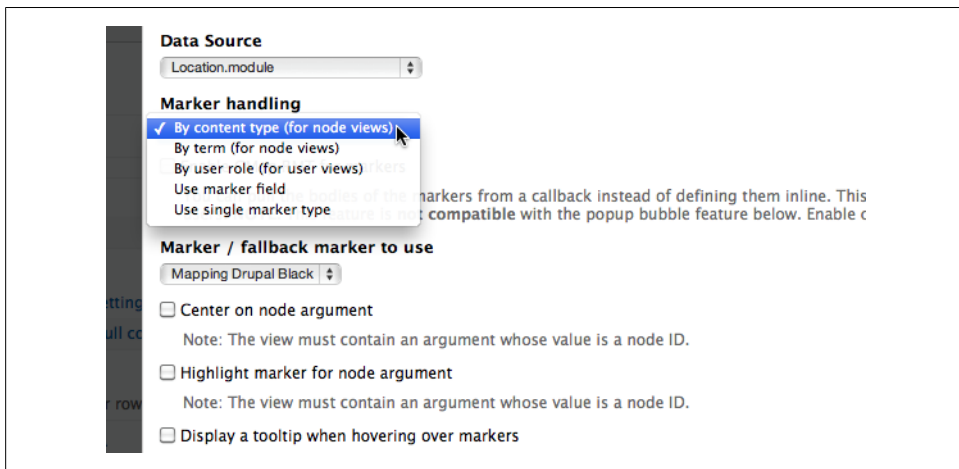 Data Source
Location.module
Marker handling
✓ By content type (for node views)
By term (for node views)
By user role (for user views)
Use marker field
Use single marker type
markers
bodies of the markers from a callback instead of defining them inline. This
is not compatible with the popup bubble feature below. Enable
Marker / fallback marker to use
Mapping Drupal Black
Center on node argument
Note: The view must contain an argument whose value is a node ID.
Highlight marker for node argument
Note: The view must contain an argument whose value is a node ID.
Display a tooltip when hovering over markers
row